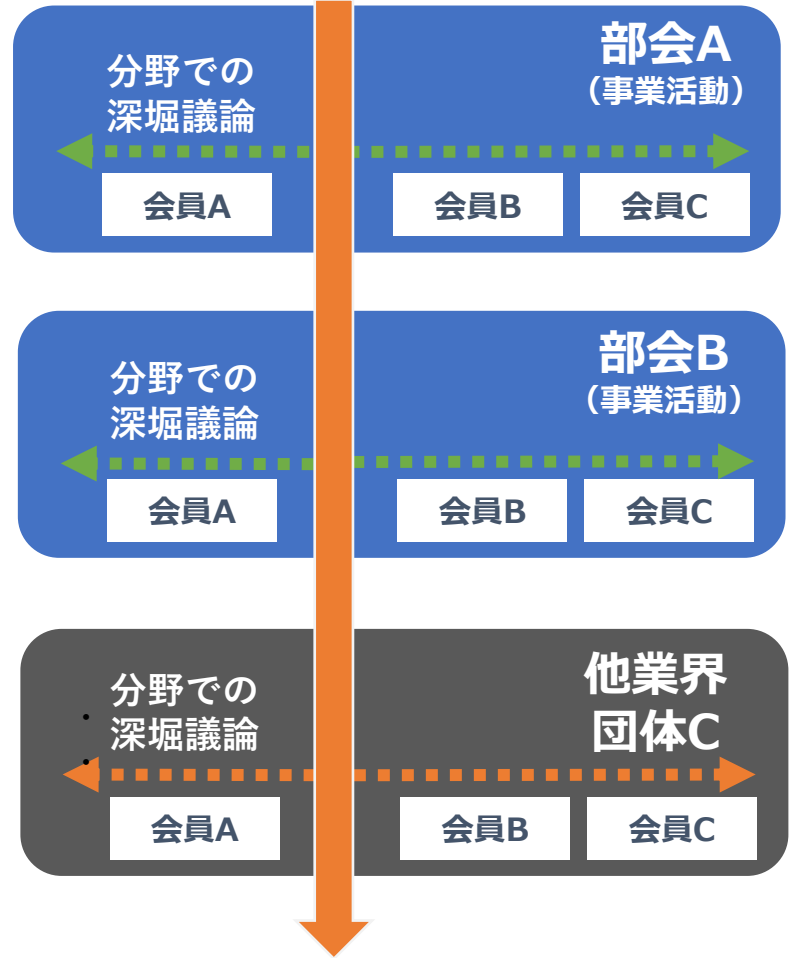 分野での
深堀議論
部会A
（事業活動）
会員A
会員B
会員C
分野での
深堀議論
部会B
（事業活動）
会員A
会員B
会員C
分野での
深堀議論
他業界
団体C
会員A
会員B
会員C